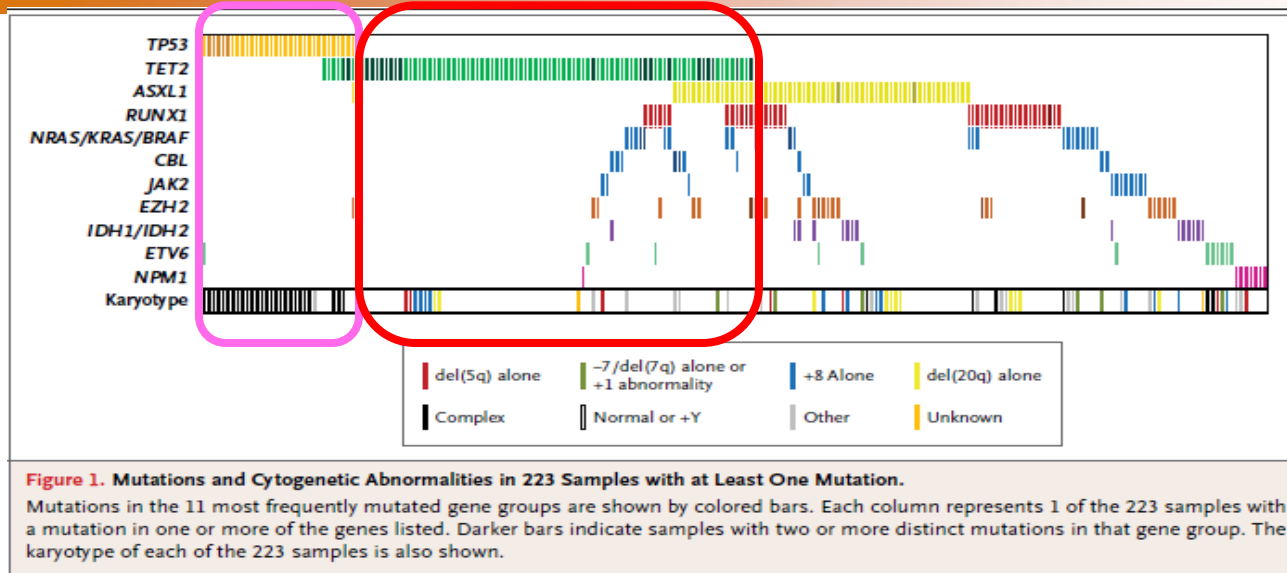 TP53
TET2
ASXL1
RUNX1
NRAS/KRAS/BRAF
CBL
JAK2
EZH2
IDH1/IDH2
ETV6
NPM1
Karyotype
del(5q) alone
–7/del(7q) alone or
+1 abnormality
+8 Alone
del(20q) alone
Complex
Normal or +Y
Other
Unknown
Figure 1. Mutations and Cytogenetic Abnormalities in 223 Samples with at Least One Mutation.
Mutations in the 11 most frequently mutated gene groups are shown by colored bars. Each column represents 1 of the 223 samples with
a mutation in one or more of the genes listed. Darker bars indicate samples with two or more distinct mutations in that gene group. The
karyotype of each of the 223 samples is also shown.